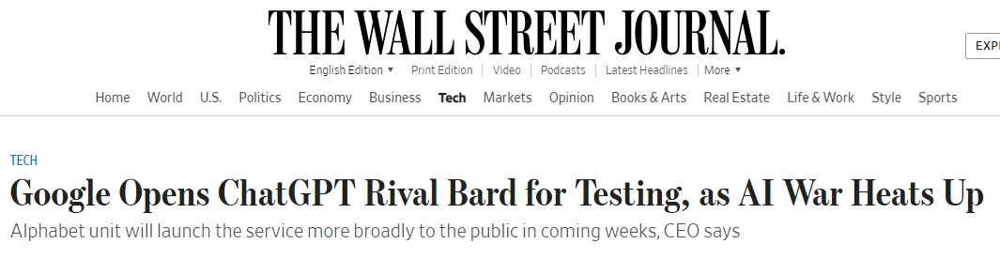 THE WALL STREET JOURNAL.
English Edition Print Edition Video Podcasts Latest Headlines More
Home World U.S. Politics Economy Business Tech Markets Opinion Books & Arts Real Estate Life & Work Style Sports
TECH
Google Opens ChatGPT Rival Bard for Testing, as AI War Heats Up
Alphabet unit will launch the service more broadly to the public in coming weeks, CEO says